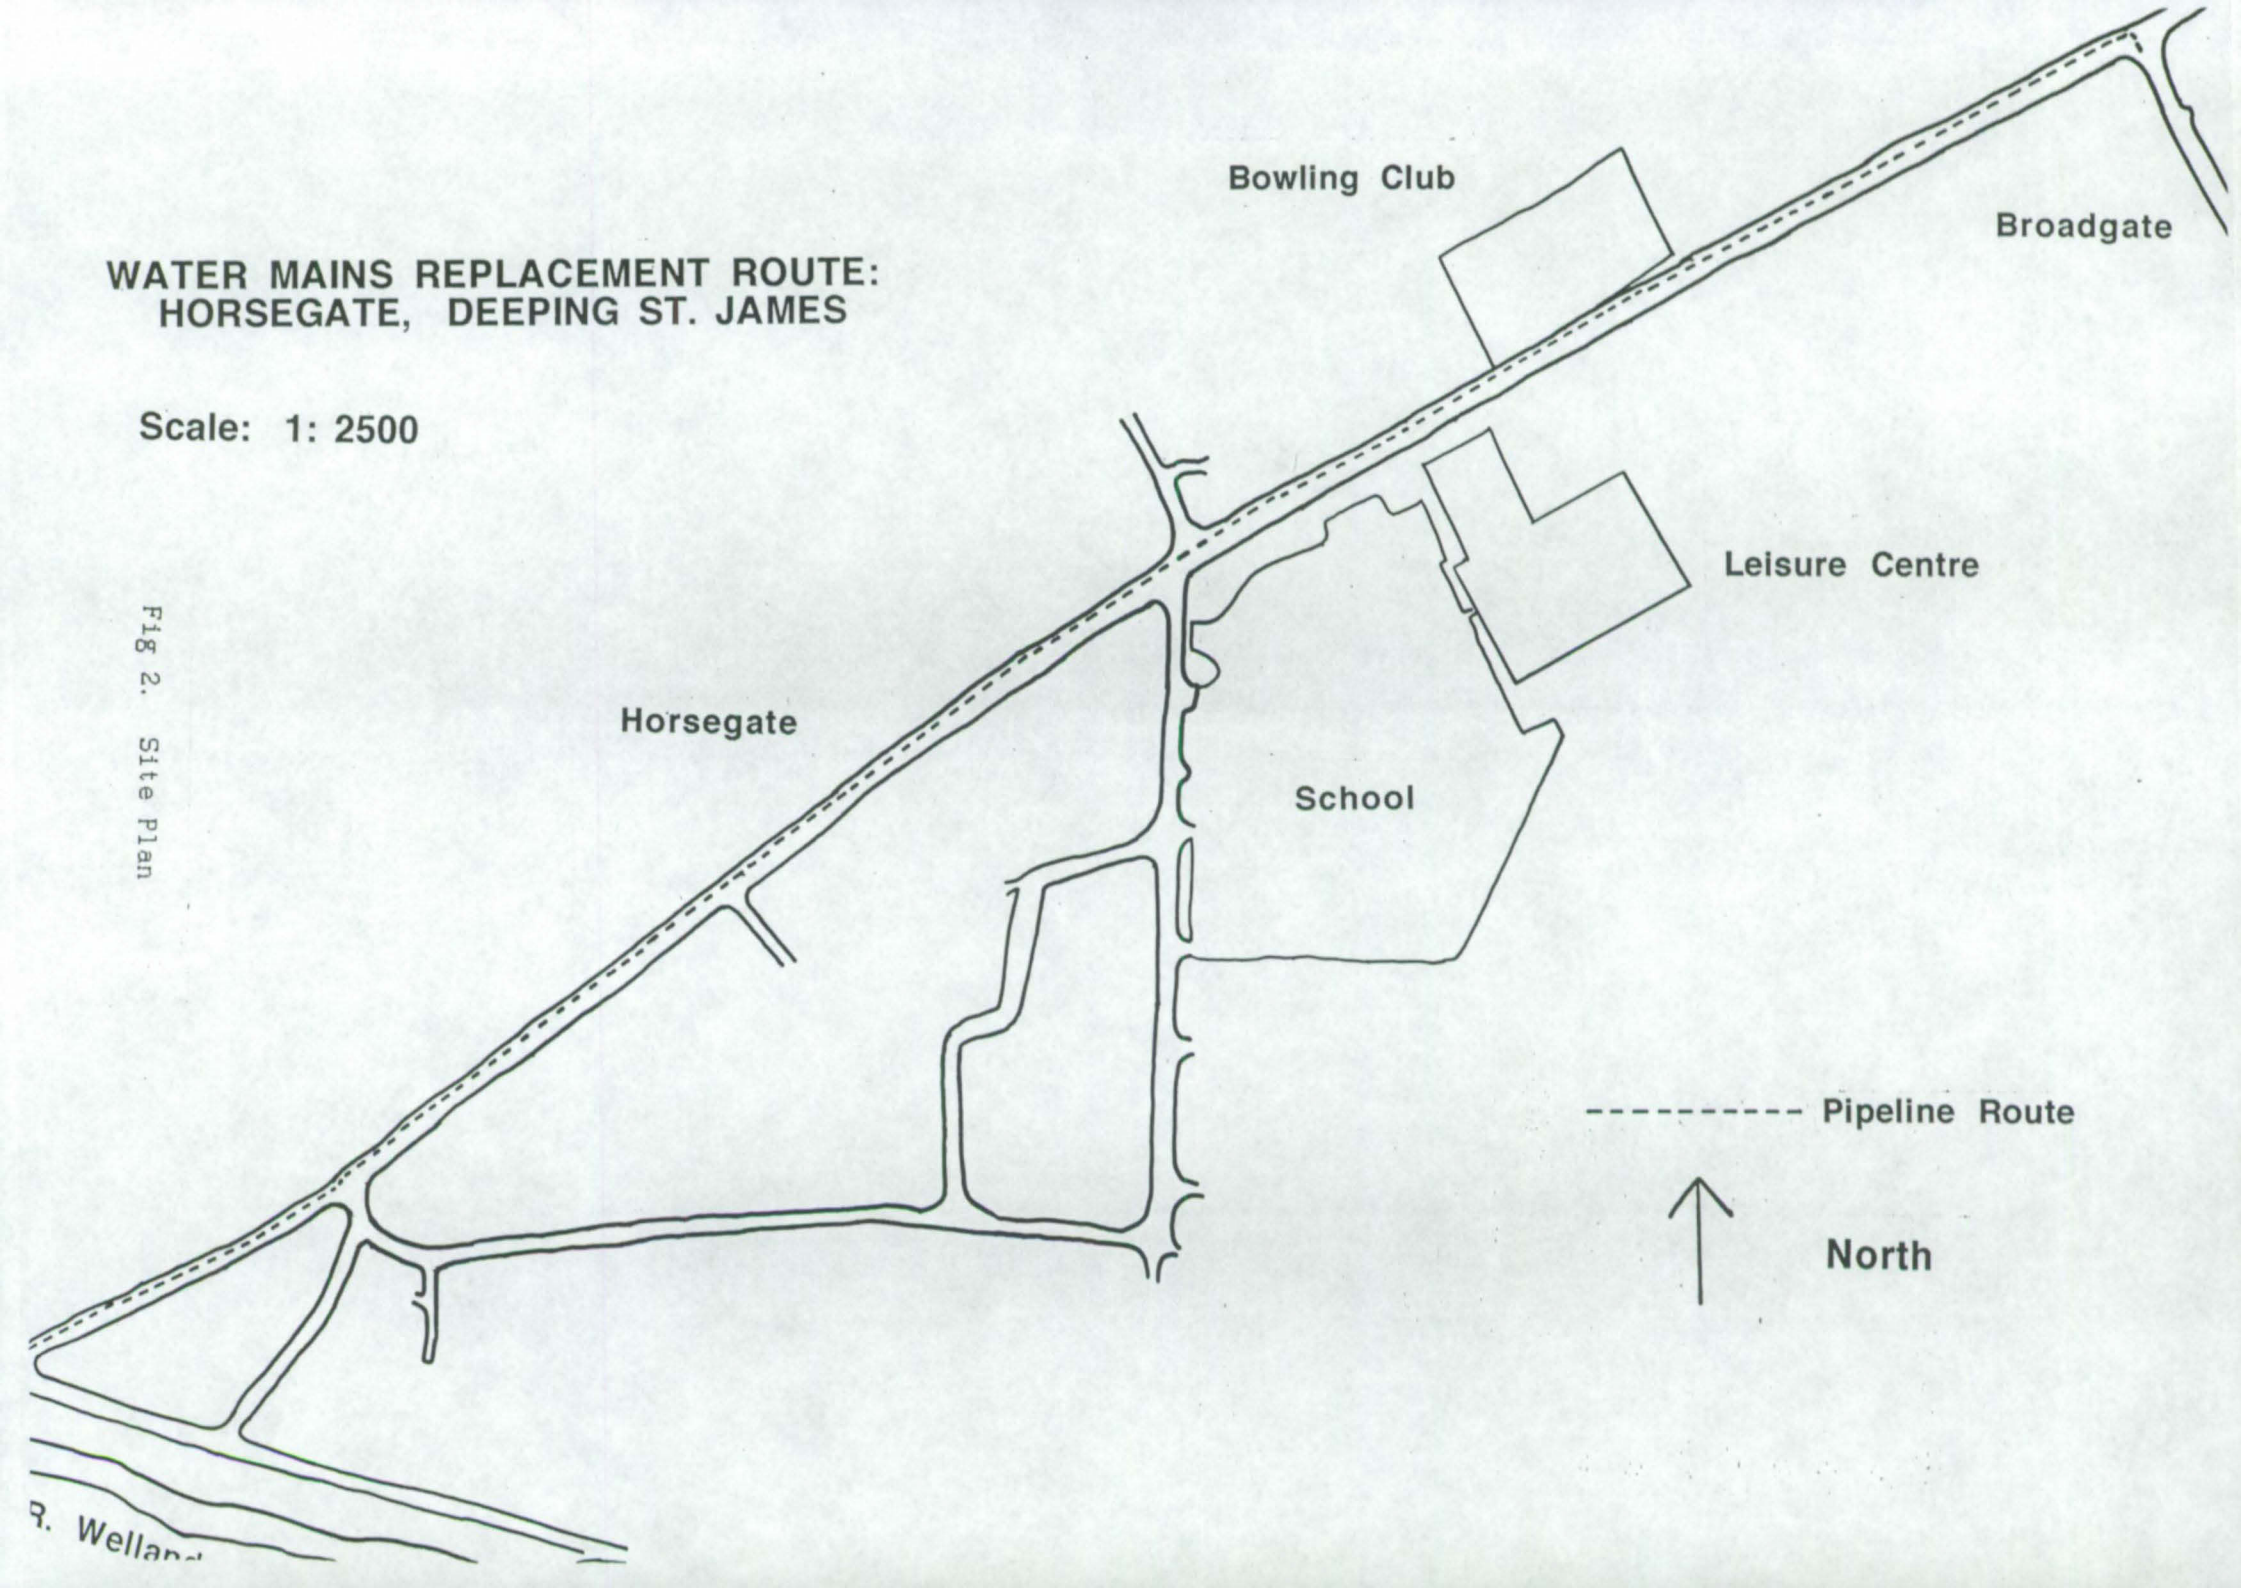 WATER MAINS REPLACEMENT ROUTE:
HORSEGATE, DEEPING ST. JAMES
Scale: 1: 2500
Fig 2. Site Plan
Bowling Club
Broadgate
Leisure Centre
Horsegate
School
Pipeline Route
North
R. Welland